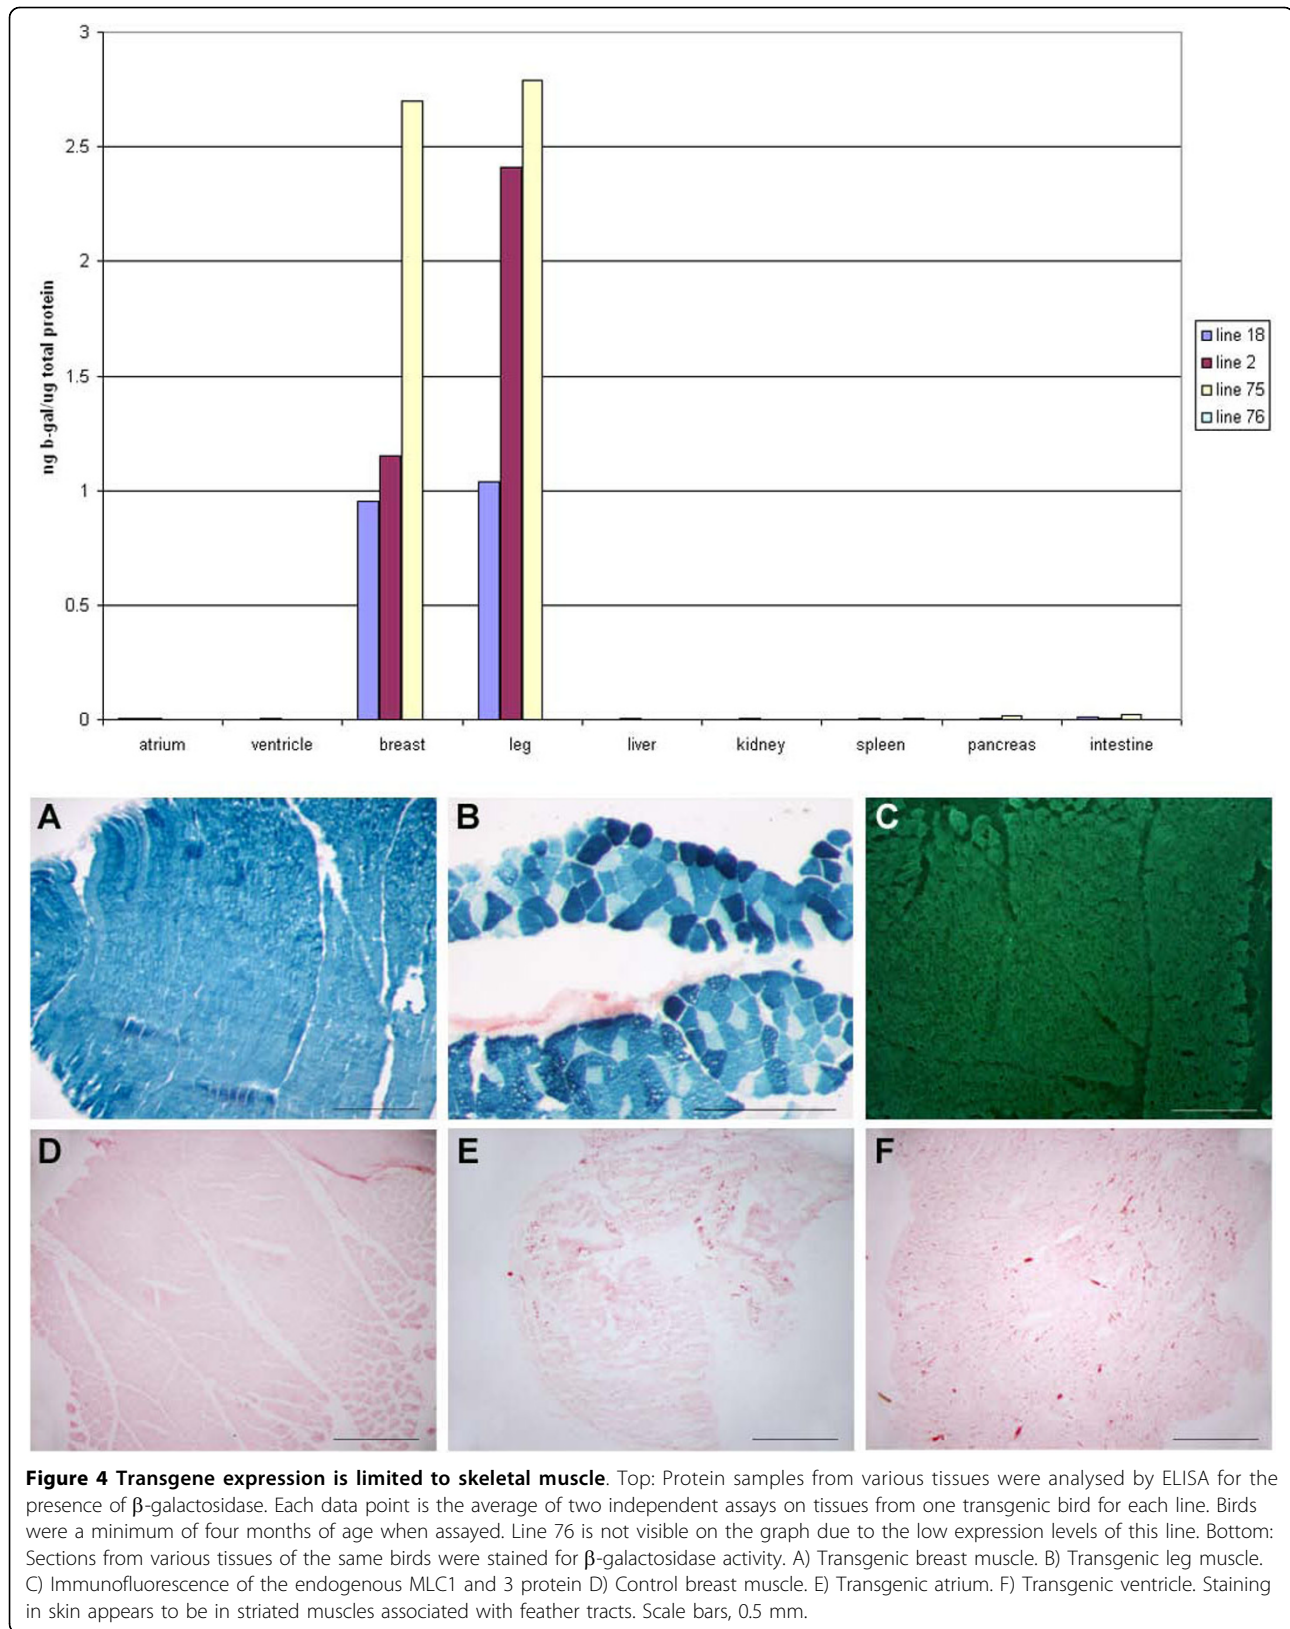 3
2.5
2
1.5
1
0.5
0
ng b-gal/ug total protein
atrium ventricle breast leg liver kidney spleen pancreas intestine
line 18
line 2
line 75
line 76
A
B
C
D
E
F
Figure 4 Transgene expression is limited to skeletal muscle. Top: Protein samples from various tissues were analysed by ELISA for the
presence of β-galactosidase. Each data point is the average of two independent assays on tissues from one transgenic bird for each line. Birds
were a minimum of four months of age when assayed. Line 76 is not visible on the graph due to the low expression levels of this line. Bottom:
Sections from various tissues of the same birds were stained for β-galactosidase activity. A) Transgenic breast muscle. B) Transgenic leg muscle.
C) Immunofluorescence of the endogenous MLC1 and 3 protein D) Control breast muscle. E) Transgenic atrium. F) Transgenic ventricle. Staining
in skin appears to be in striated muscles associated with feather tracts. Scale bars, 0.5 mm.